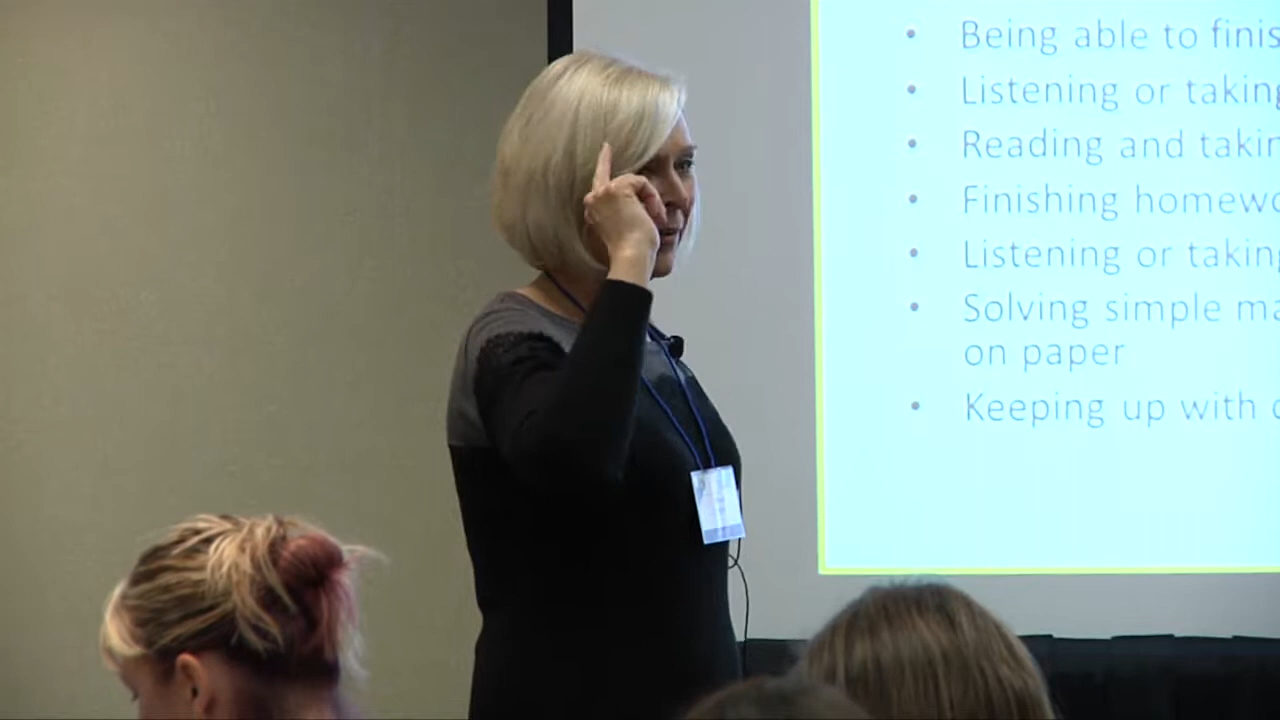 • Being able to finis
• Listening or taking
• Reading and takin
• Finishing homewo
• Listening or taking
• Solving simple ma
on paper
• Keeping up with